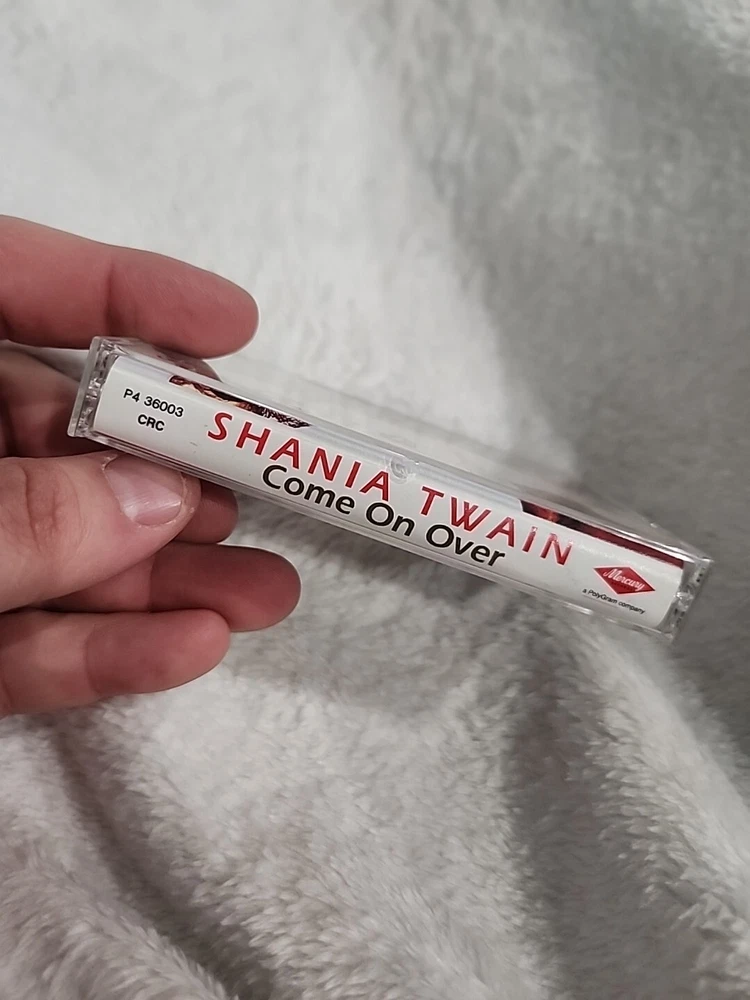 P4 36003
CRC
SHANIA TWAIN
Come On Over
Mercury
a PolyGram company